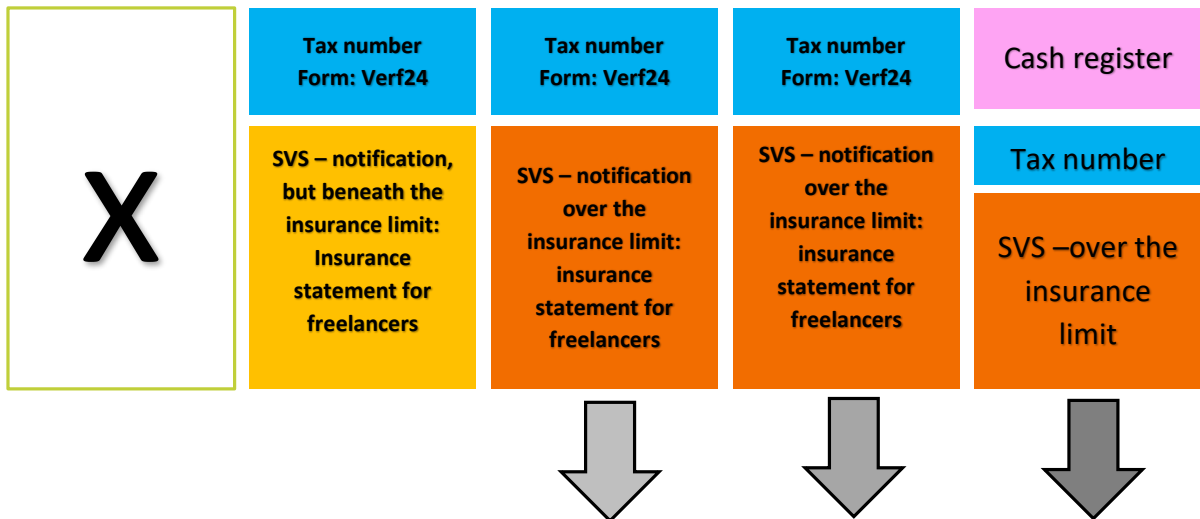 X
Tax number
Form: Verf24
SVS – notification,
but beneath the
insurance limit:
Insurance
statement for
freelancers
Tax number
Form: Verf24
SVS – notification
over the
insurance limit:
insurance
statement for
freelancers
Tax number
Form: Verf24
SVS – notification
over the
insurance limit:
insurance
statement for
freelancers
Cash register
Tax number
SVS –over the
insurance
limit